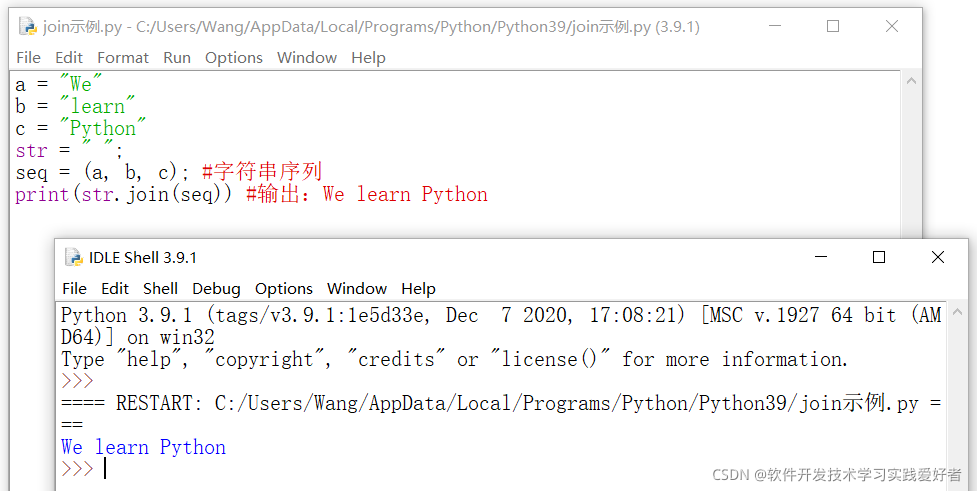 join示例.py - C:/Users/Wang/AppData/Local/Programs/Python/Python39/join示例.py (3.9.1)
File Edit Format Run Options Window Help
a = "We"
b = "learn"
c = "Python"
str = " ";
seq = (a, b, c); #字符串序列
print(str.join(seq)) #输出：We learn Python
IDLE Shell 3.9.1
File Edit Shell Debug Options Window Help
Python 3.9.1 (tags/v3.9.1:1e5d33e, Dec  7 2020, 17:08:21) [MSC v.1927 64 bit (AM
D64)] on win32
Type "help", "copyright", "credits" or "license()" for more information.
>>>
==== RESTART: C:/Users/Wang/AppData/Local/Programs/Python/Python39/join示例.py =
==
We learn Python
>>>
CSDN @软件开发技术学习实践爱好者